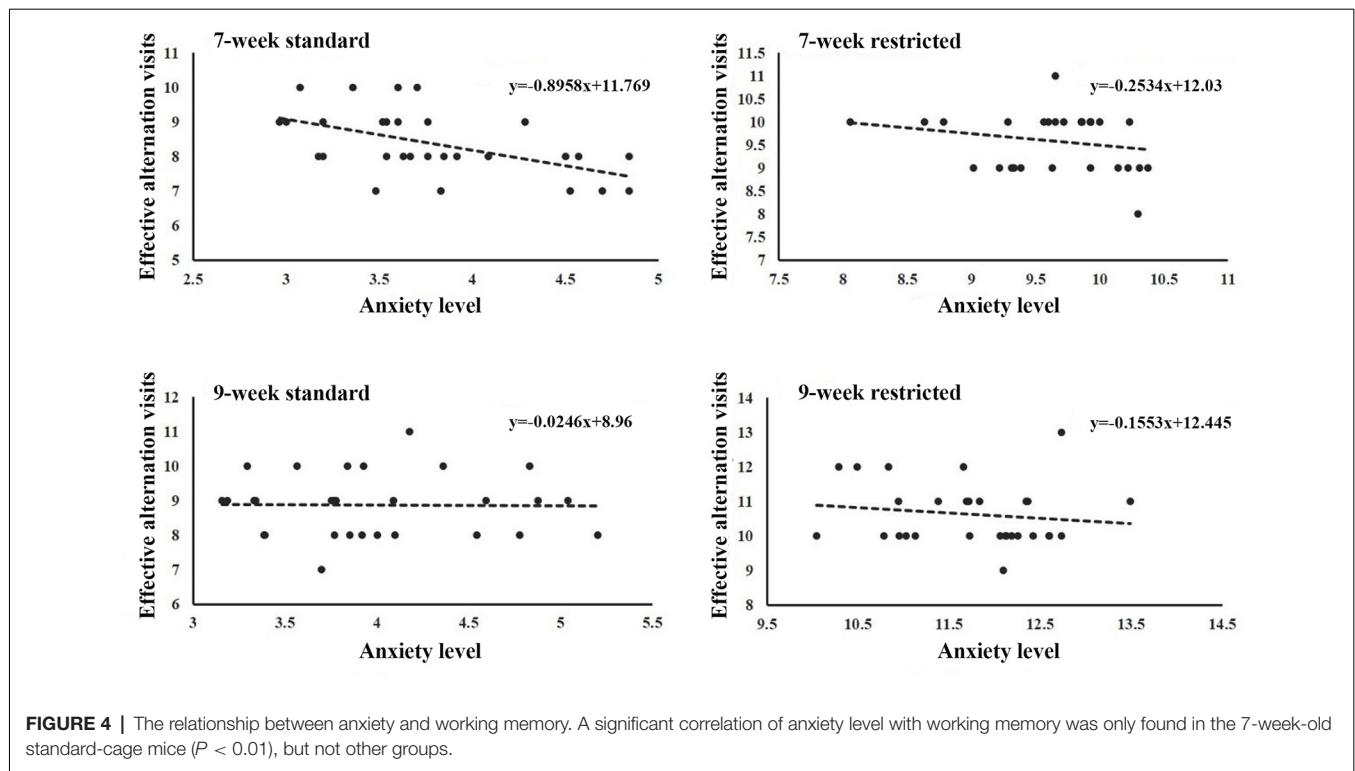 7-week standard
y=-0.8958x+11.769
Effective alternation visits
11
10
9
8
7
6
5
2.5 3 3.5 4 4.5 5
Anxiety level
7-week restricted
y=-0.2534x+12.03
Effective alternation visits
11.5
11
10.5
10
9.5
9
8.5
8
7.5
7
7.5 8 8.5 9 9.5 10 10.5 11
Anxiety level
9-week standard
y=-0.0246x+8.96
Effective alternation visits
12
11
10
9
8
7
6
3 3.5 4 4.5 5 5.5
Anxiety level
9-week restricted
y=-0.1553x+12.445
Effective alternation visits
14
13
12
11
10
9
8
9.5 10.5 11.5 12.5 13.5 14.5
Anxiety level
FIGURE 4 | The relationship between anxiety and working memory. A significant correlation of anxiety level with working memory was only found in the 7-week-old
standard-cage mice (P < 0.01), but not other groups.